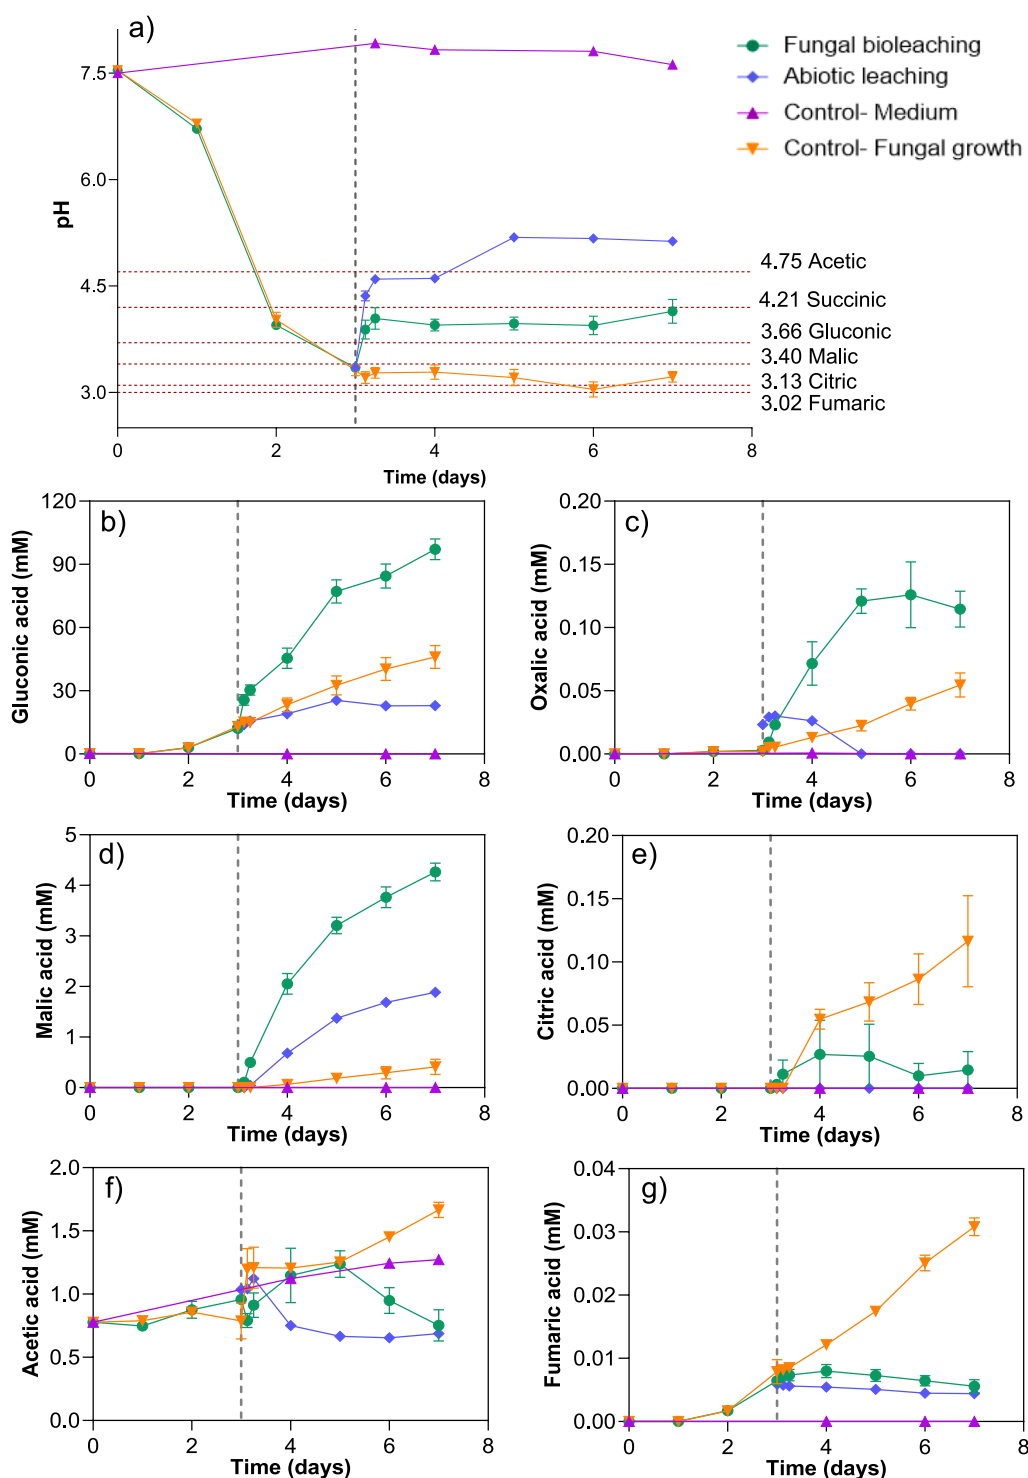 a)
Fungal bioleaching
Abiotic leaching
Control- Medium
Control- Fungal growth
7.5
6.0
4.5
3.0
pH
4.75 Acetic
4.21 Succinic
3.66 Gluconic
3.40 Malic
3.13 Citric
3.02 Fumaric
0 2 4 6 8
Time (days)
b)
120
90
60
30
0
Gluconic acid (mM)
0 2 4 6 8
Time (days)
c)
0.20
0.15
0.10
0.05
0.00
Oxalic acid (mM)
0 2 4 6 8
Time (days)
d)
5
4
3
2
1
0
Malic acid (mM)
0 2 4 6 8
Time (days)
e)
0.20
0.15
0.10
0.05
0.00
Citric acid (mM)
0 2 4 6 8
Time (days)
f)
2.0
1.5
1.0
0.5
0.0
Acetic acid (mM)
0 2 4 6 8
Time (days)
g)
0.04
0.03
0.02
0.01
0.00
Fumaric acid (mM)
0 2 4 6 8
Time (days)